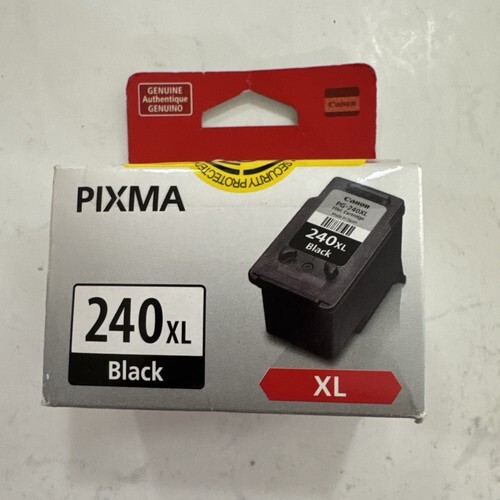 GENUINE
Authentique
GENUINO
Canon
SECURITY PROTECTED
PIXMA
Canon
PG-240XL
240XL
Black
240XL
Black
XL